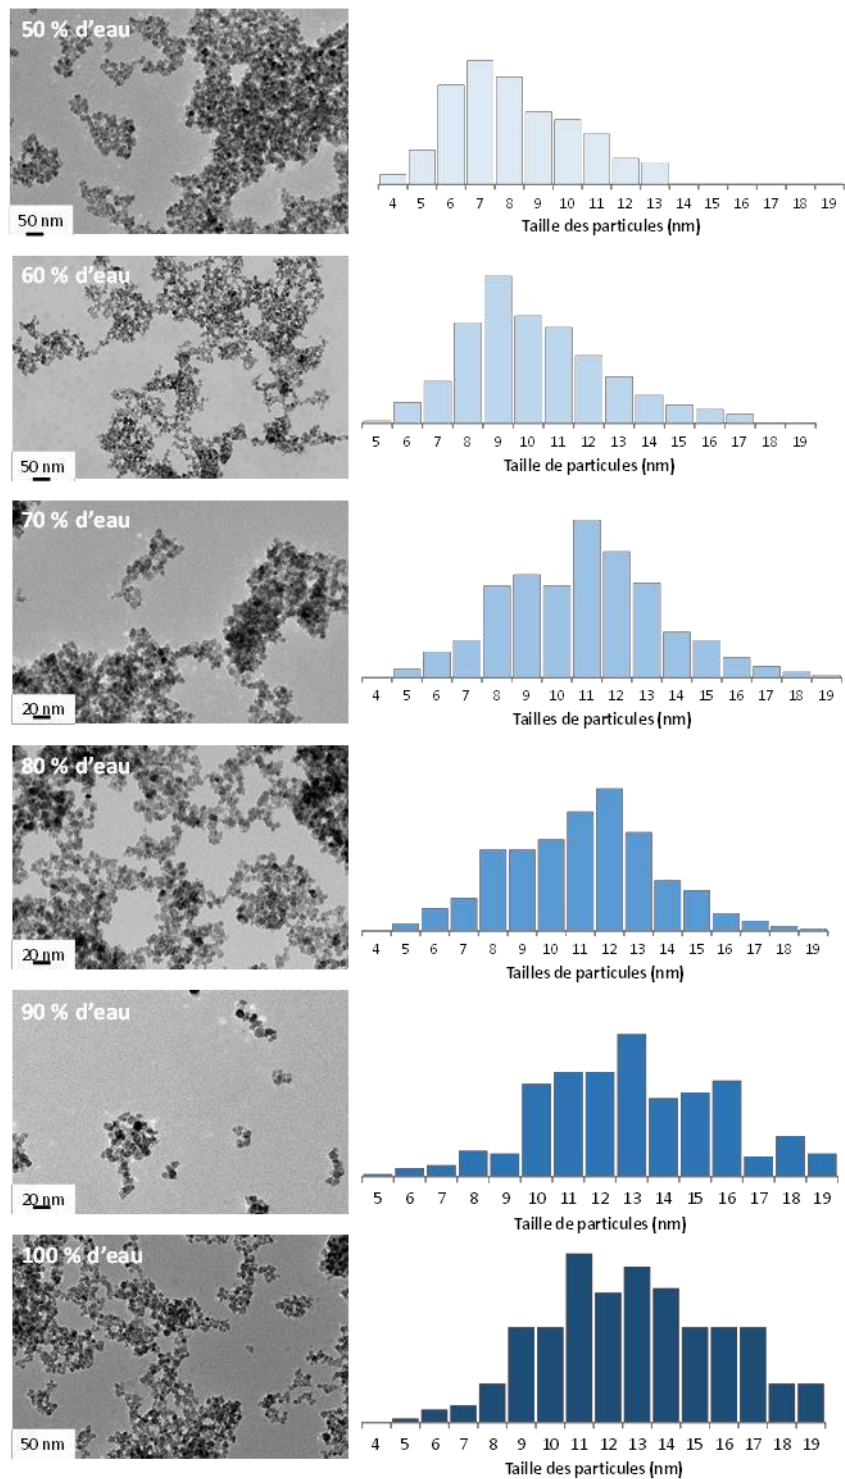 50 % d’eau
50 nm
4 5 6 7 8 9 10 11 12 13 14 15 16 17 18 19
Taille des particules (nm)
60 % d’eau
50 nm
5 6 7 8 9 10 11 12 13 14 15 16 17 18 19
Taille de particules (nm)
70 % d’eau
20 nm
4 5 6 7 8 9 10 11 12 13 14 15 16 17 18 19
Tailles de particules (nm)
80 % d’eau
20 nm
4 5 6 7 8 9 10 11 12 13 14 15 16 17 18 19
Tailles de particules (nm)
90 % d’eau
20 nm
5 6 7 8 9 10 11 12 13 14 15 16 17 18 19
Taille de particules (nm)
100 % d’eau
50 nm
4 5 6 7 8 9 10 11 12 13 14 15 16 17 18 19
Taille des particules (nm)